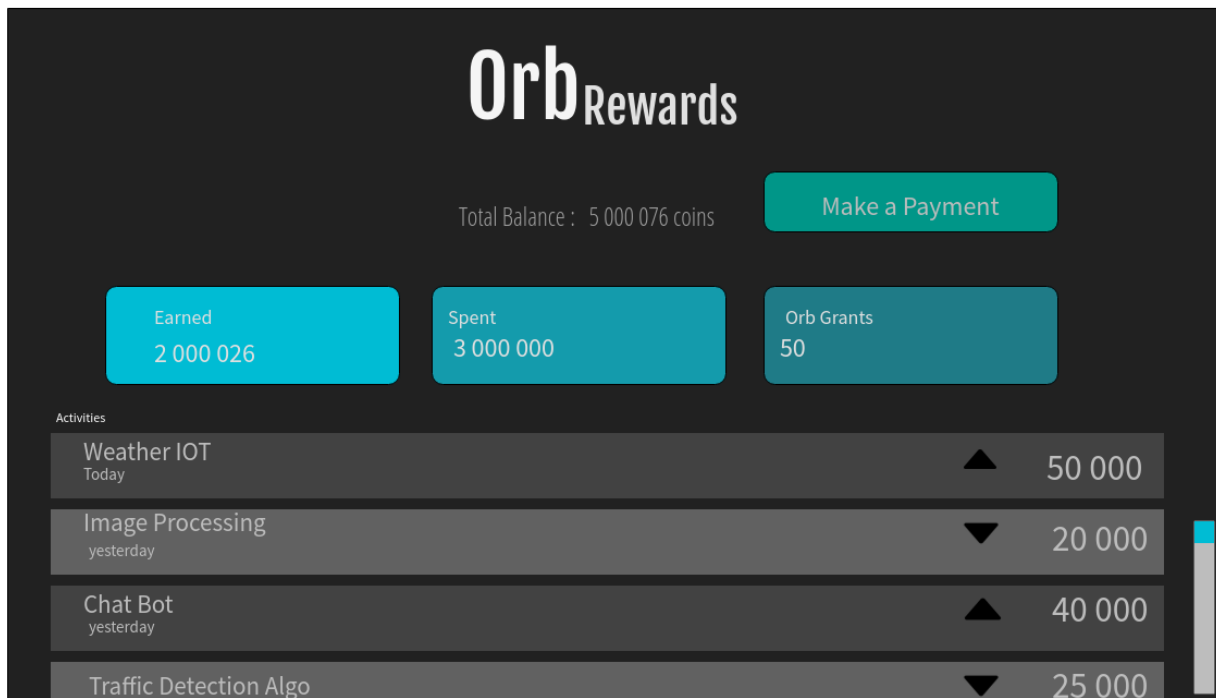 Orb Rewards
Total Balance : 5 000 076 coins
Make a Payment
Earned
2 000 026
Spent
3 000 000
Orb Grants
50
Activities
Weather IOT
Today
50 000
Image Processing
yesterday
20 000
Chat Bot
yesterday
40 000
Traffic Detection Algo
25 000